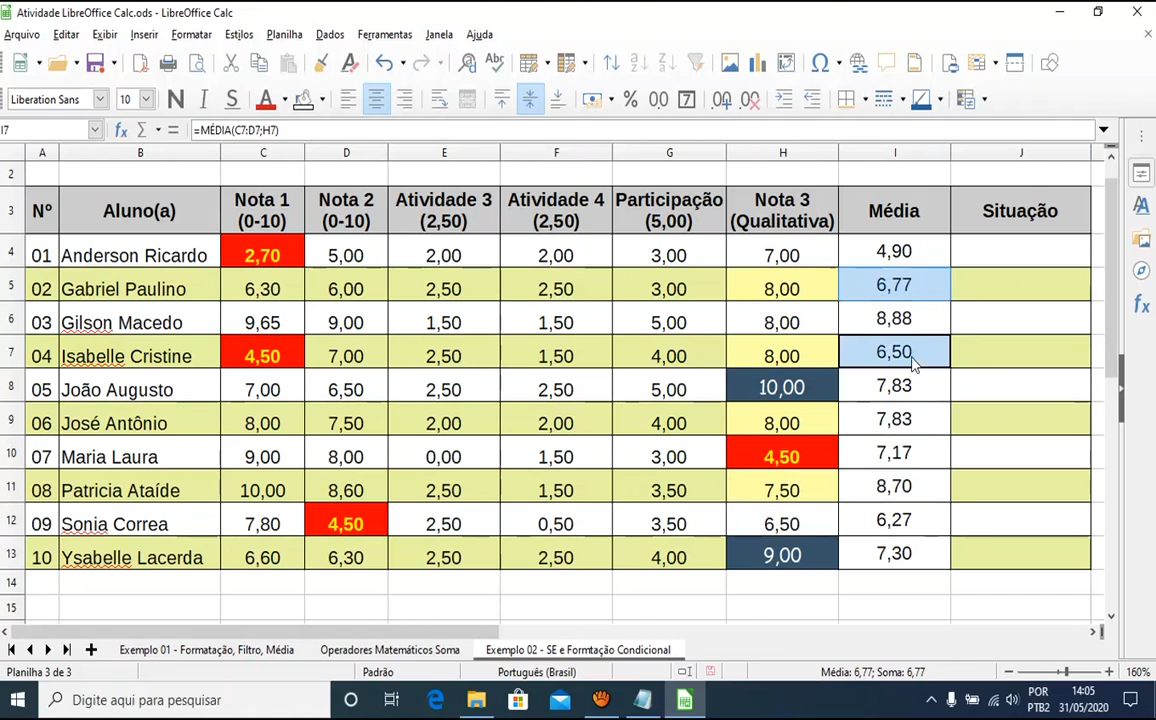 Atividade LibreOffice Calc.ods - LibreOffice Calc
Arquivo Editar Exibir Inserir Formatar Estilos Planilha Dados Ferramentas Janela Ajuda
Liberation Sans 10 N I S A % 0,0 7
I7 fx Σ = =MÉDIA(C7:D7;H7)
A B C D E F G H I J
2
3 Nº Aluno(a) Nota 1 (0-10) Nota 2 (0-10) Atividade 3 (2,50) Atividade 4 (2,50) Participação (5,00) Nota 3 (Qualitativa) Média Situação
4 01 Anderson Ricardo 2,70 5,00 2,00 2,00 3,00 7,00 4,90
5 02 Gabriel Paulino 6,30 6,00 2,50 2,50 3,00 8,00 6,77
6 03 Gilson Macedo 9,65 9,00 1,50 1,50 5,00 8,00 8,88
7 04 Isabelle Cristine 4,50 7,00 2,50 1,50 4,00 8,00 6,50
8 05 João Augusto 7,00 6,50 2,50 2,50 5,00 10,00 7,83
9 06 José Antônio 8,00 7,50 2,00 2,00 4,00 8,00 7,83
10 07 Maria Laura 9,00 8,00 0,00 1,50 3,00 4,50 7,17
11 08 Patricia Ataíde 10,00 8,60 2,50 1,50 3,50 7,50 8,70
12 09 Sonia Correa 7,80 4,50 2,50 0,50 3,50 6,50 6,27
13 10 Ysabelle Lacerda 6,60 6,30 2,50 2,50 4,00 9,00 7,30
14
15
Exemplo 01 - Formatação, Filtro, Média Operadores Matemáticos Soma Exemplo 02 - SE e Formtação Condicional
Planilha 3 de 3 Padrão Português (Brasil) Média: 6,77; Soma: 6,77 160%
Digite aqui para pesquisar POR PTB2 14:05 31/05/2020